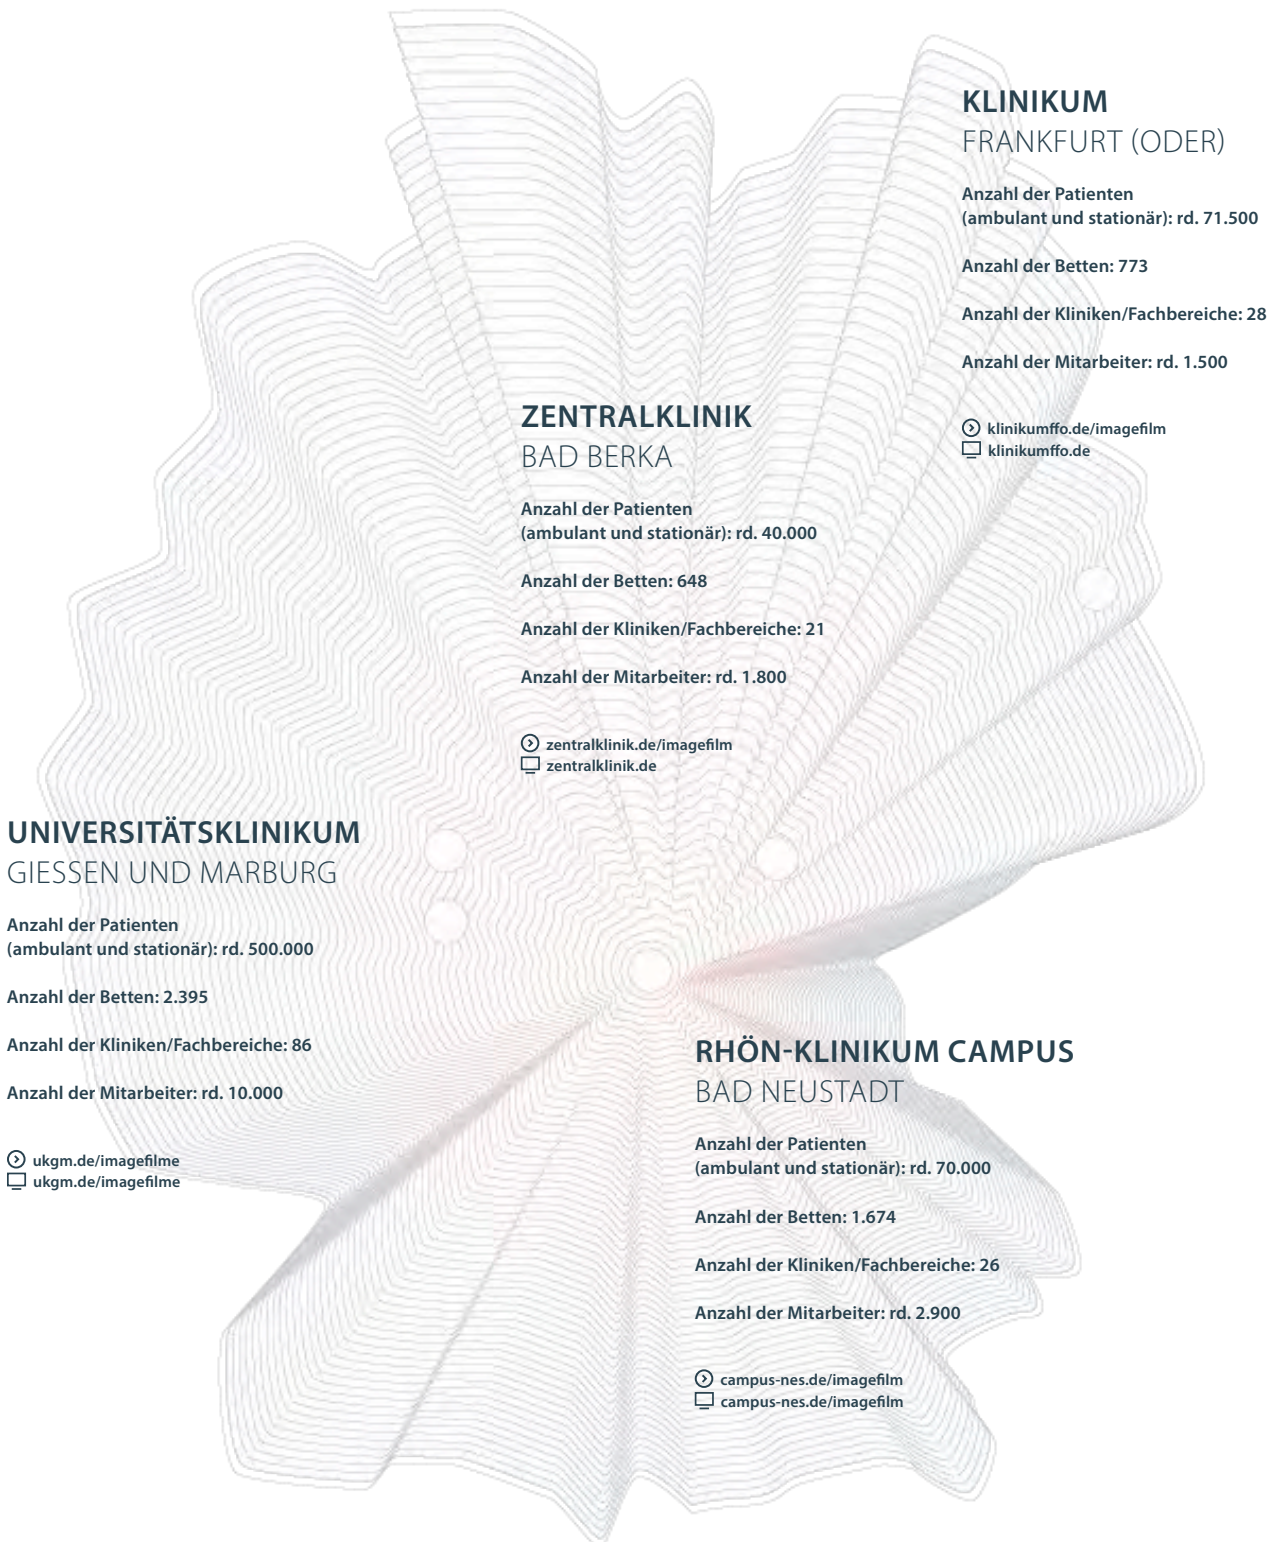 KLINIKUM
FRANKFURT (ODER)
Anzahl der Patienten
(ambulant und stationär): rd. 71.500
Anzahl der Betten: 773
Anzahl der Kliniken/Fachbereiche: 28
Anzahl der Mitarbeiter: rd. 1.500
klinikumffo.de/imagefilm
klinikumffo.de
ZENTRALKLINIK
BAD BERKA
Anzahl der Patienten
(ambulant und stationär): rd. 40.000
Anzahl der Betten: 648
Anzahl der Kliniken/Fachbereiche: 21
Anzahl der Mitarbeiter: rd. 1.800
zentralklinik.de/imagefilm
zentralklinik.de
UNIVERSITÄTSKLINIKUM
GIESSEN UND MARBURG
Anzahl der Patienten
(ambulant und stationär): rd. 500.000
Anzahl der Betten: 2.395
Anzahl der Kliniken/Fachbereiche: 86
Anzahl der Mitarbeiter: rd. 10.000
ukgm.de/imagefilme
ukgm.de/imagefilme
RHÖN-KLINIKUM CAMPUS
BAD NEUSTADT
Anzahl der Patienten
(ambulant und stationär): rd. 70.000
Anzahl der Betten: 1.674
Anzahl der Kliniken/Fachbereiche: 26
Anzahl der Mitarbeiter: rd. 2.900
campus-nes.de/imagefilm
campus-nes.de/imagefilm